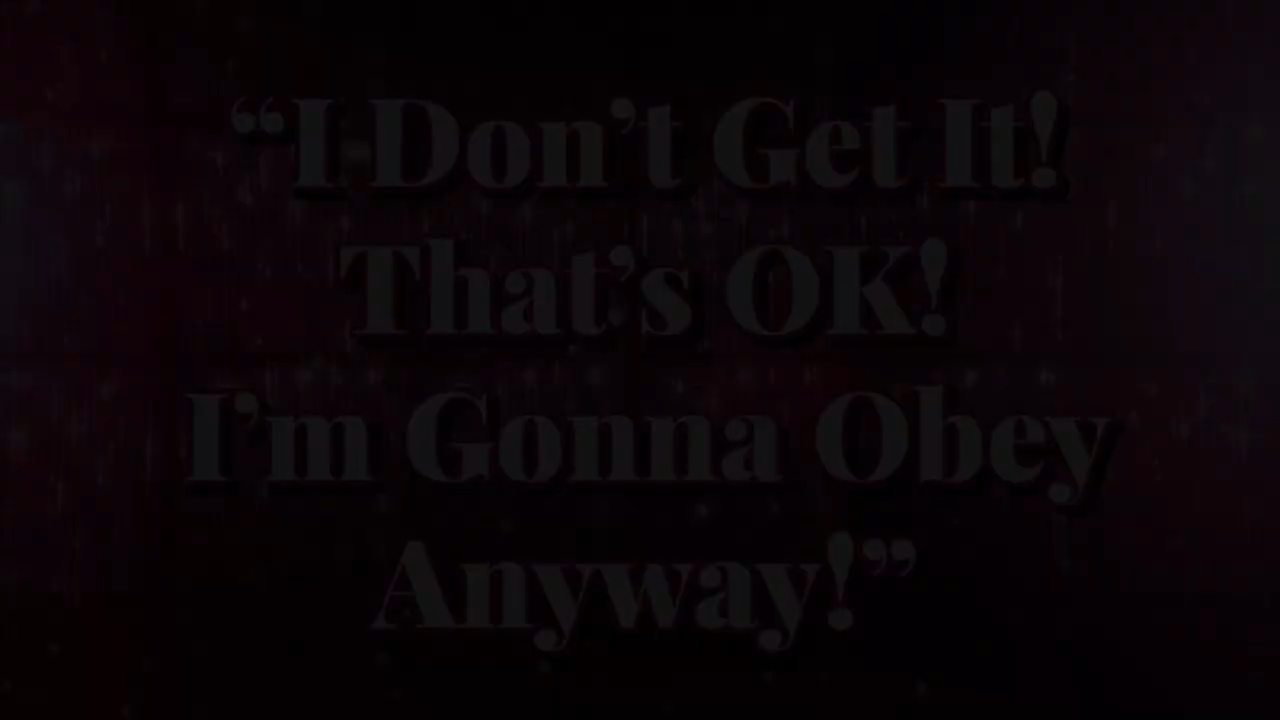 “I Don’t Get It!
That’s OK!
I’m Gonna Obey
Anyway!”